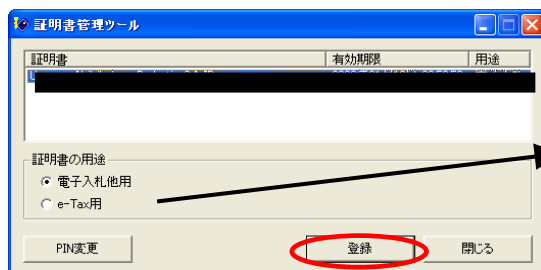 証明書管理ツール
証明書 有効期限 用途
証明書の用途
電子入札他用
e-Tax用
PIN変更 登録 閉じる